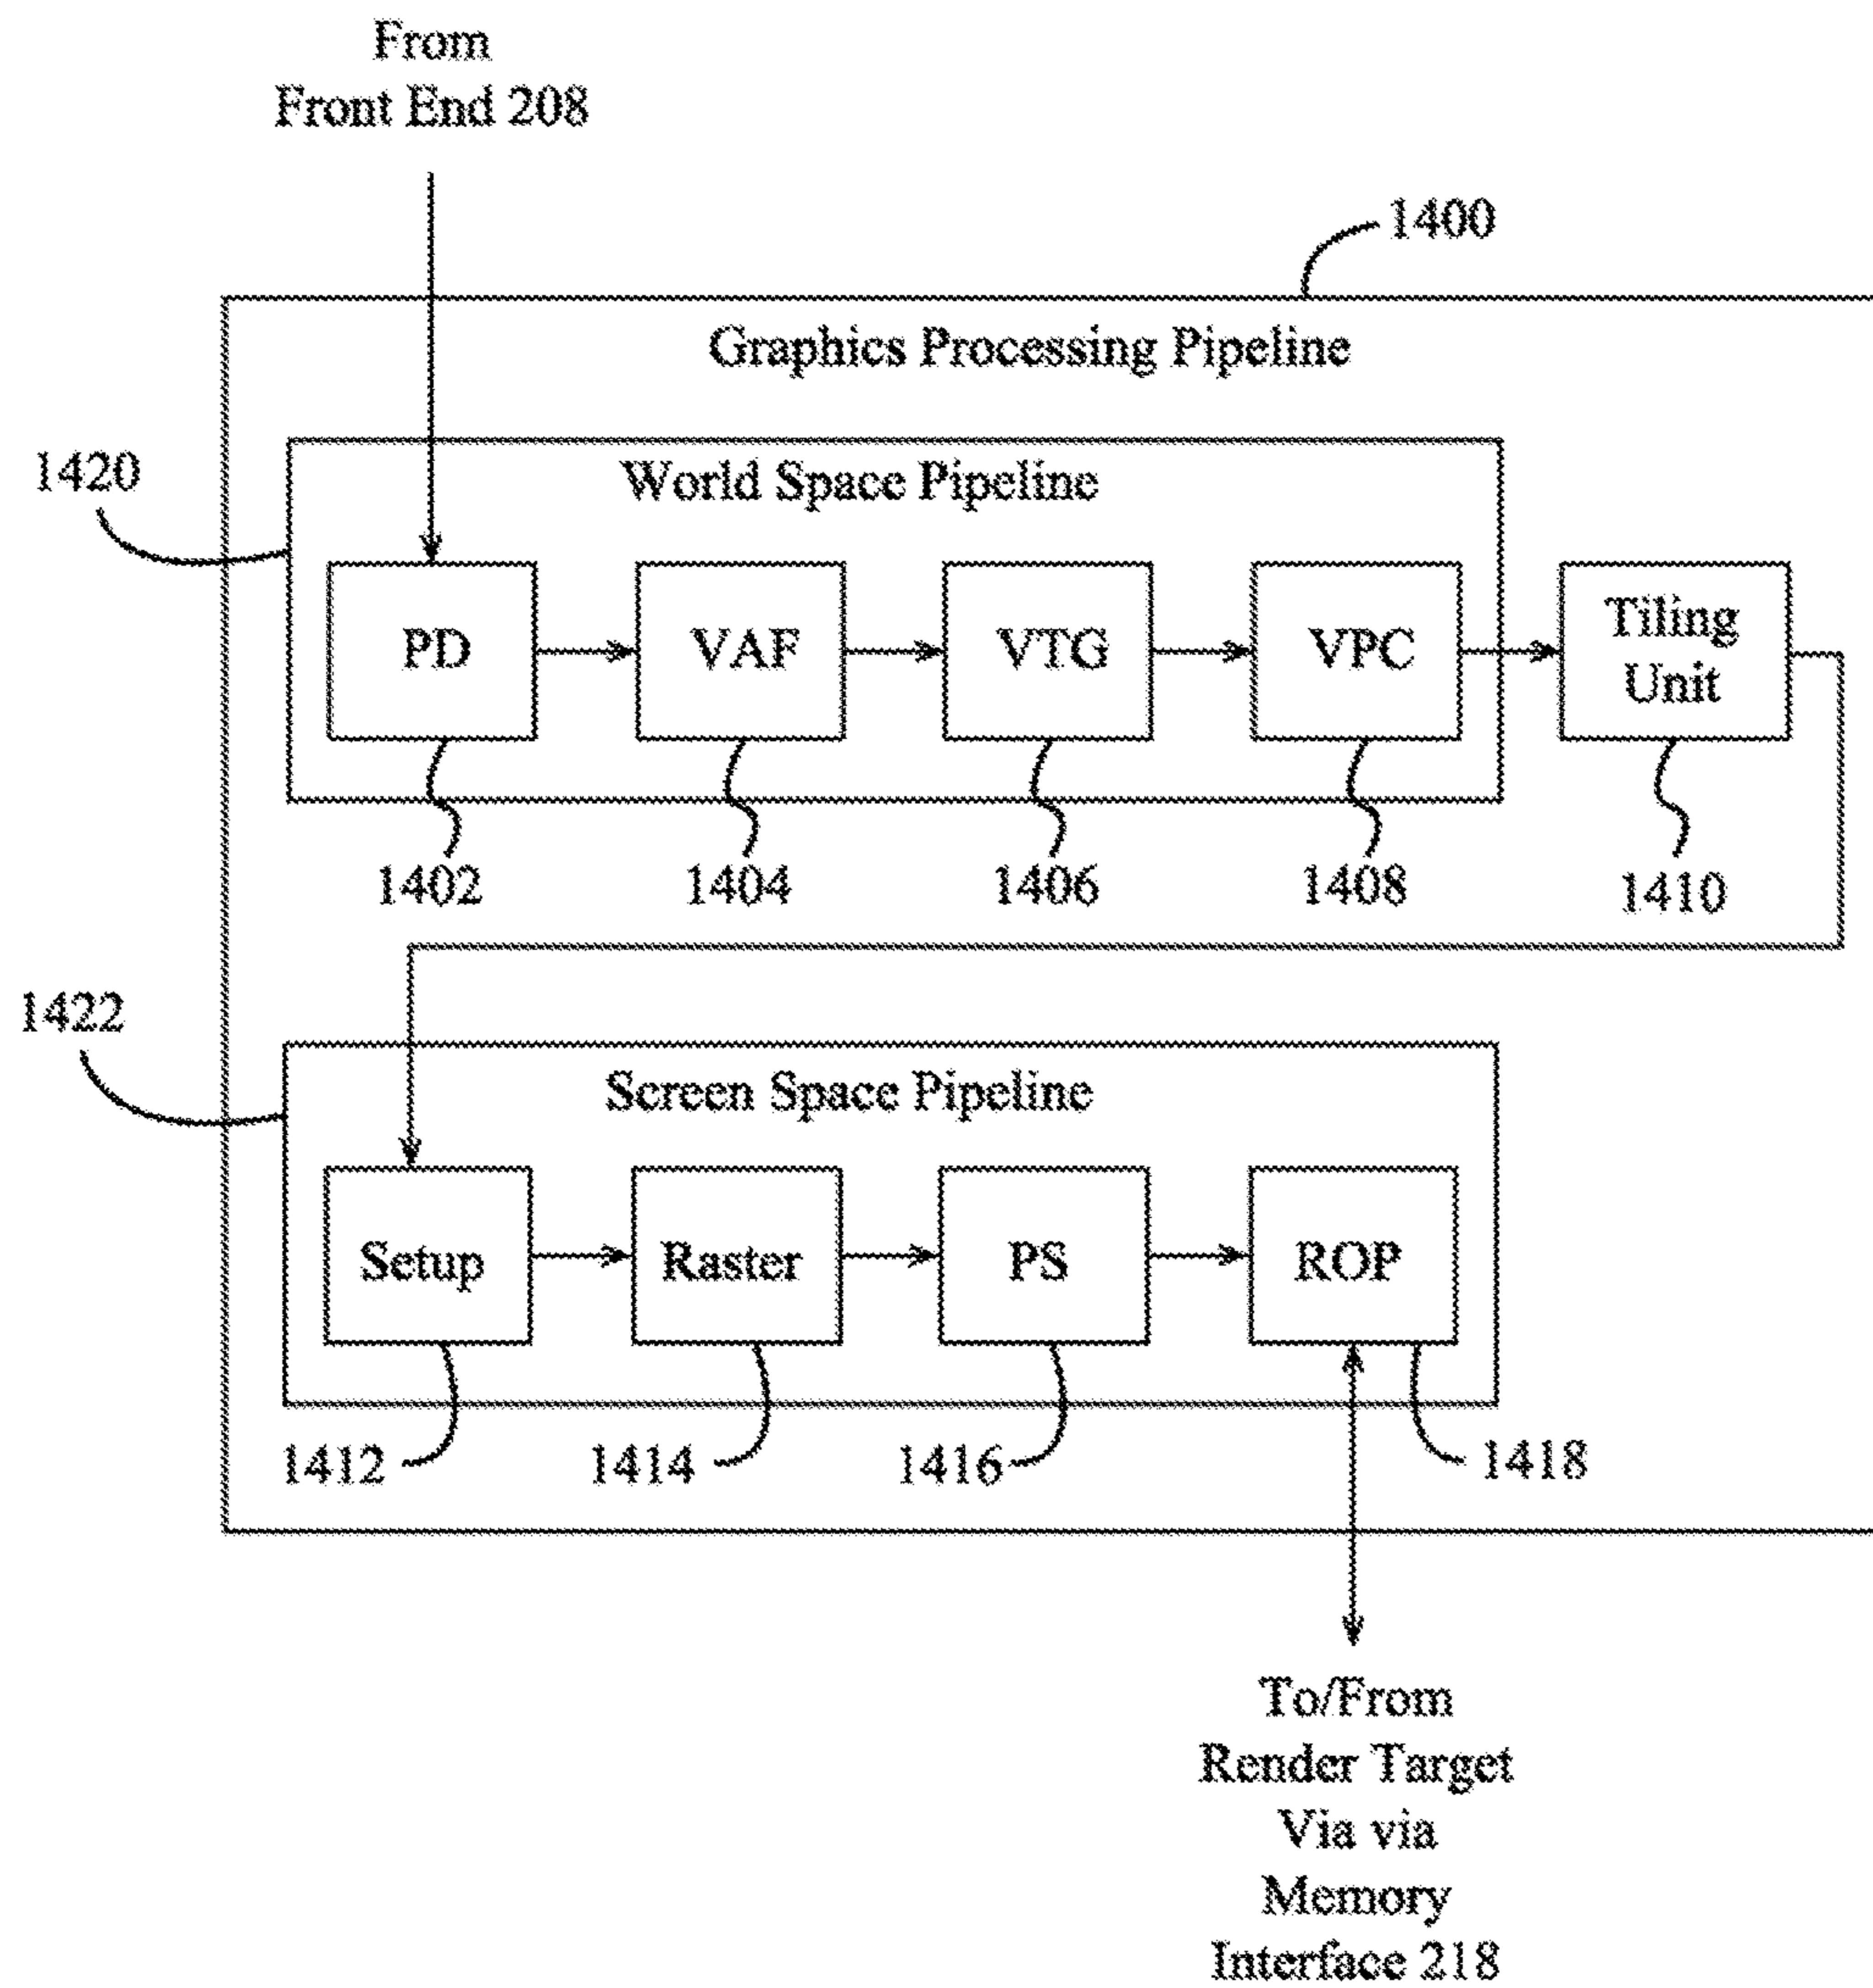 From
Front End 208
1400
Graphics Processing Pipeline
1420
World Space Pipeline
PD
VAF
VTG
VPC
Tiling
Unit
1402
1404
1406
1408
1410
1422
Screen Space Pipeline
Setup
Raster
PS
ROP
1412
1414
1416
1418
To/From
Render Target
Via via
Memory
Interface 218